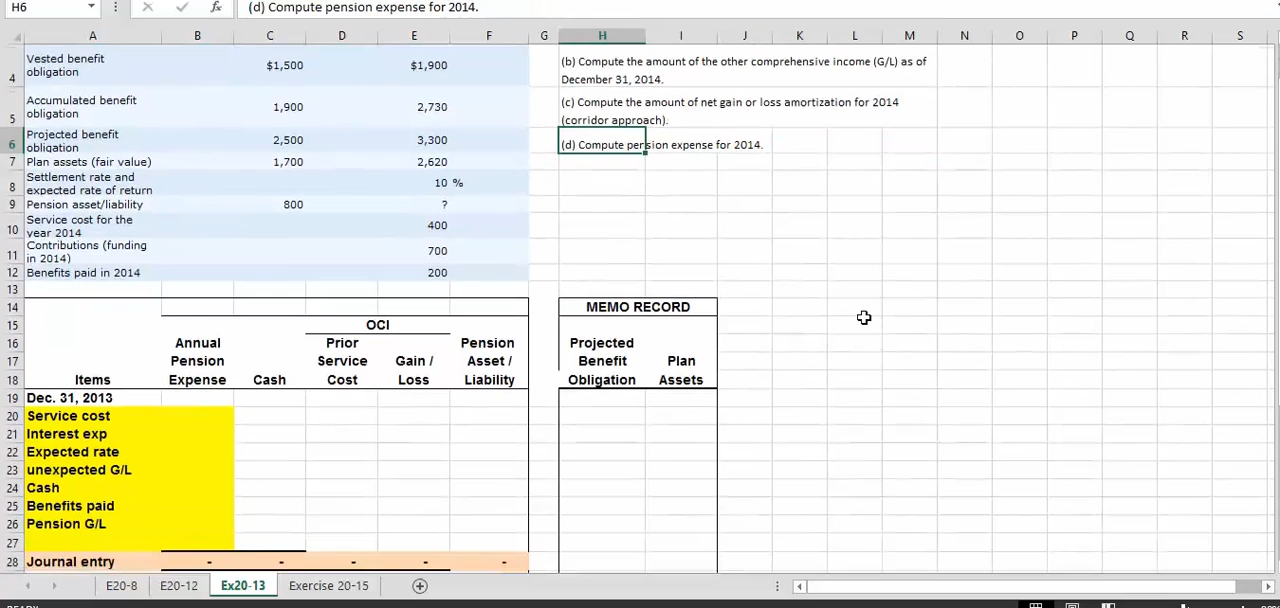 H6 fx (d) Compute pension expense for 2014.
A B C D E F G H I J K L M N O P Q R S
4 Vested benefit obligation $1,500 $1,900 (b) Compute the amount of the other comprehensive income (G/L) as of
December 31, 2014.
5 Accumulated benefit obligation 1,900 2,730 (c) Compute the amount of net gain or loss amortization for 2014
(corridor approach).
6 Projected benefit obligation 2,500 3,300 (d) Compute pension expense for 2014.
7 Plan assets (fair value) 1,700 2,620
8 Settlement rate and expected rate of return 10 %
9 Pension asset/liability 800 ?
10 Service cost for the year 2014 400
11 Contributions (funding in 2014) 700
12 Benefits paid in 2014 200
13
14 MEMO RECORD
15 OCI
16 Annual Prior Pension Projected
17 Pension Service Gain / Asset / Benefit Plan
18 Items Expense Cash Cost Loss Liability Obligation Assets
19 Dec. 31, 2013
20 Service cost
21 Interest exp
22 Expected rate
23 unexpected G/L
24 Cash
25 Benefits paid
26 Pension G/L
27
28 Journal entry - - - - -
E20-8 E20-12 Ex20-13 Exercise 20-15